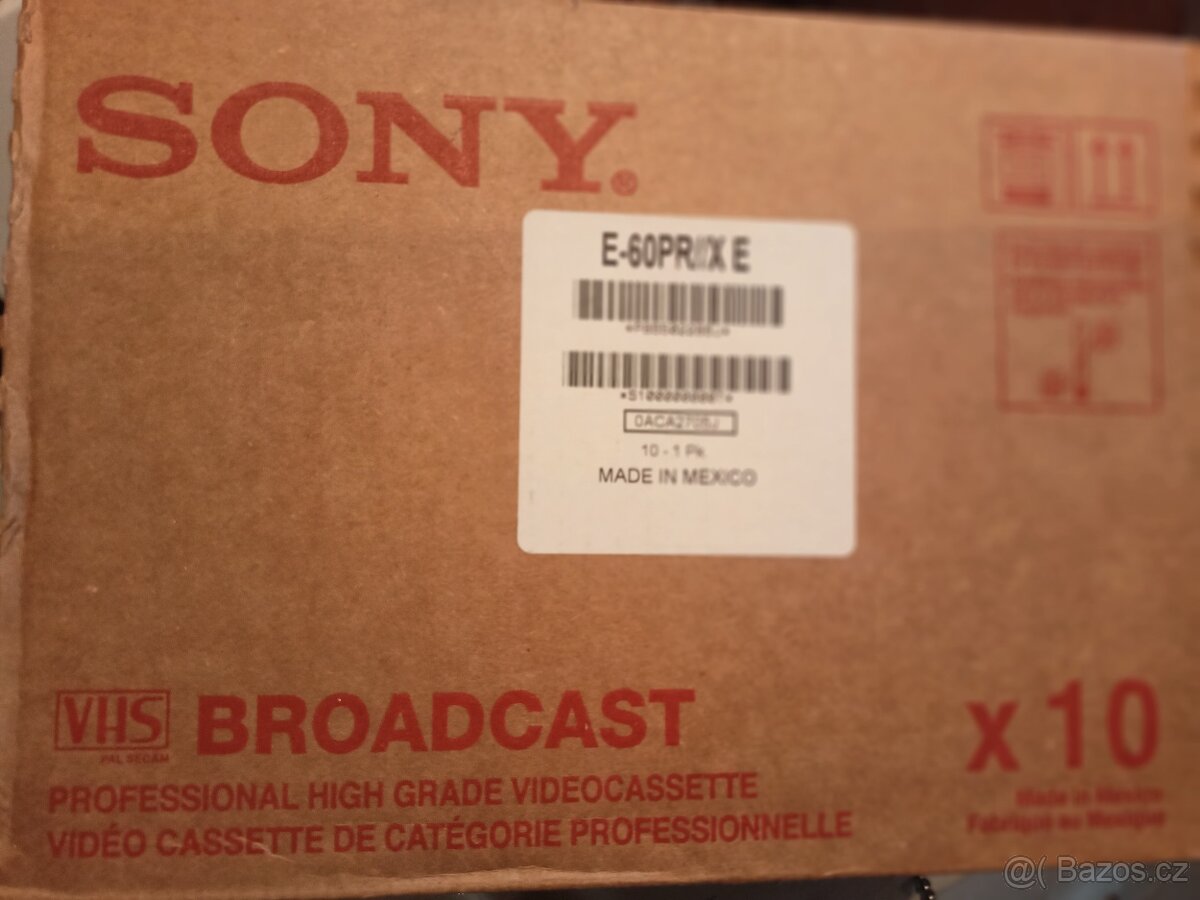 SONY®
E-60PR//X E
0ACA2705J
10 - 1 Pk.
MADE IN MEXICO
VHS
PAL SECAM
BROADCAST
x 10
PROFESSIONAL HIGH GRADE VIDEOCASSETTE
VIDÉO CASSETTE DE CATÉGORIE PROFESSIONNELLE
Made in Mexico
Fabriqué au Mexique
@( Bazos.cz